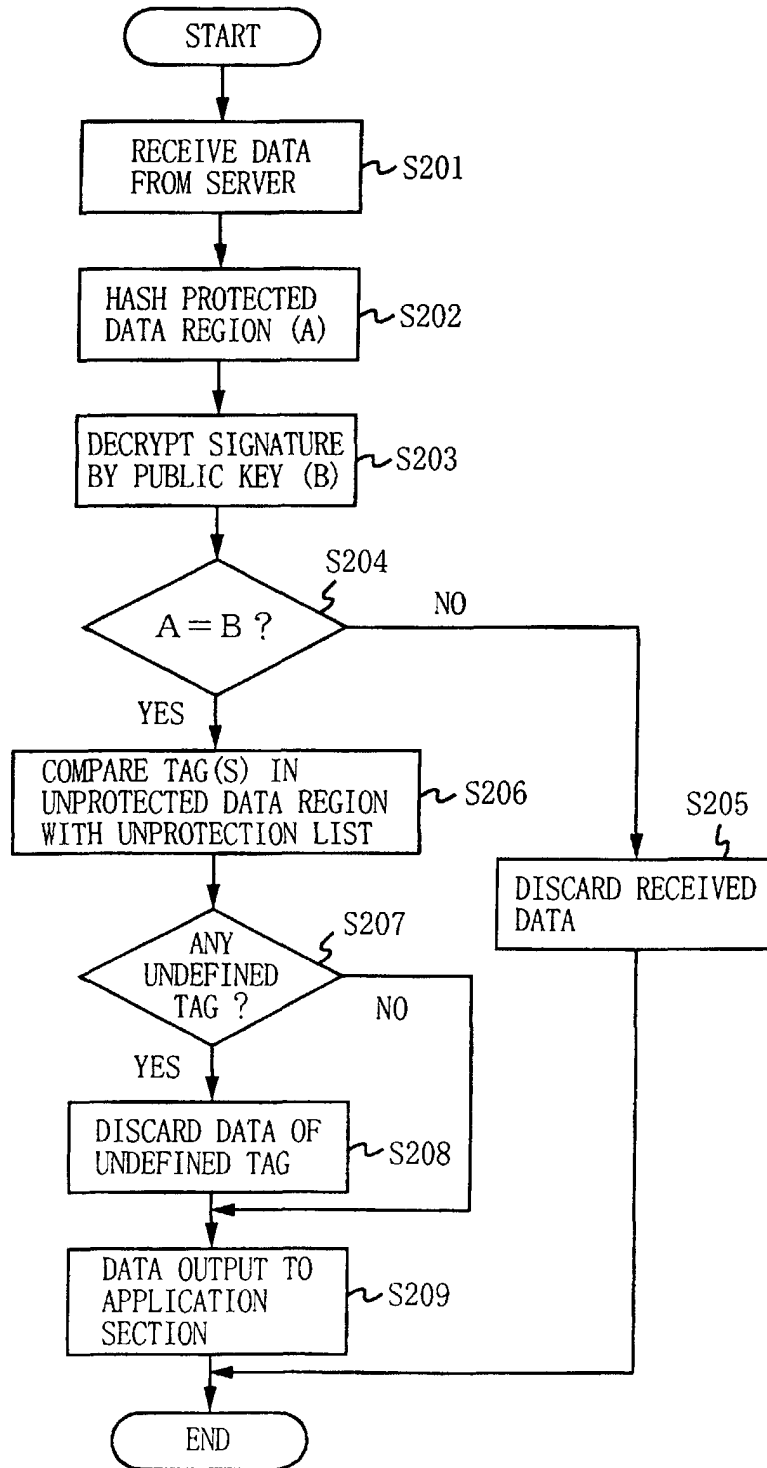 START
RECEIVE DATA
FROM SERVER
S201
HASH PROTECTED
DATA REGION (A)
S202
DECRYPT SIGNATURE
BY PUBLIC KEY (B)
S203
S204
A=B?
NO
YES
COMPARE TAG(S) IN
UNPROTECTED DATA REGION
WITH UNPROTECTION LIST
S206
S205
DISCARD RECEIVED
DATA
S207
ANY
UNDEFINED
TAG ?
NO
YES
DISCARD DATA OF
UNDEFINED TAG
S208
DATA OUTPUT TO
APPLICATION
SECTION
S209
END